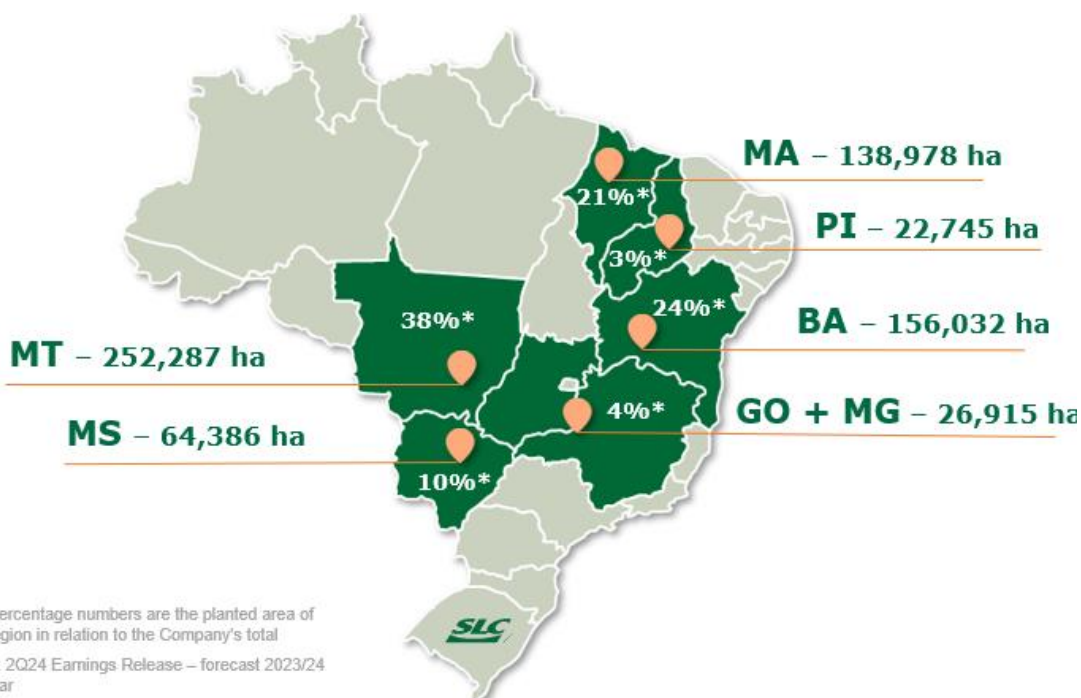 MA – 138,978 ha
21%*
PI – 22,745 ha
3%*
24%*
BA – 156,032 ha
38%*
MT – 252,287 ha
4%*
GO + MG – 26,915 ha
MS – 64,386 ha
10%*
ercentage numbers are the planted area of
gion in relation to the Company's total
SLC
2Q24 Earnings Release – forecast 2023/24
ar